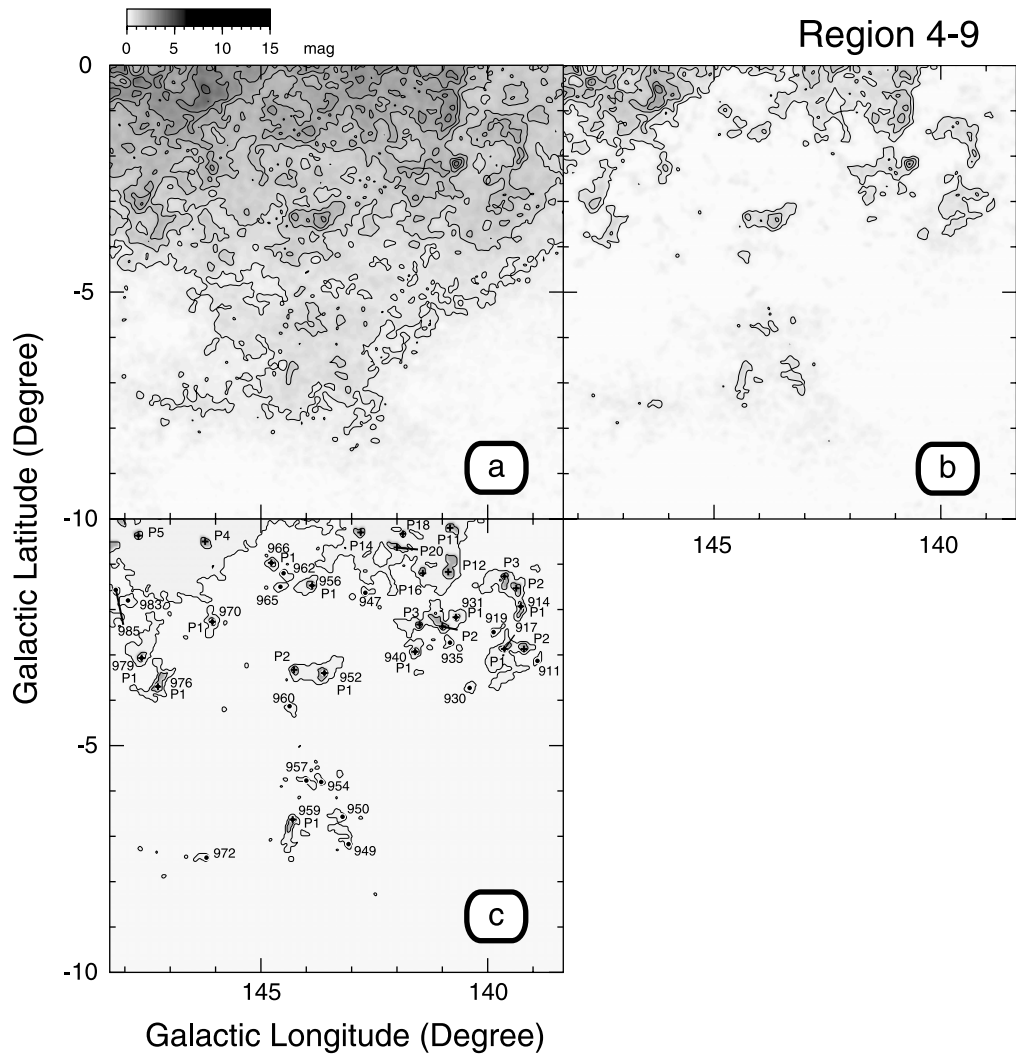 0 5 10 15 mag
Region 4-9
0
-5
a
b
145 140
-10
P5 P4 P14 P18 P1
966 P1 962 P20 P3
956 P16 P12 P2
983 965 P1 947 931 914
985 970 P3 P1 919 P1
P1 P2 917
979 P2 940 935 P2
P1 976 952 P1 P1 911
P1 P1 930
960
-5
957
954
959 950
P1
972 949
c
-10
145 140
Galactic Latitude (Degree)
Galactic Longitude (Degree)